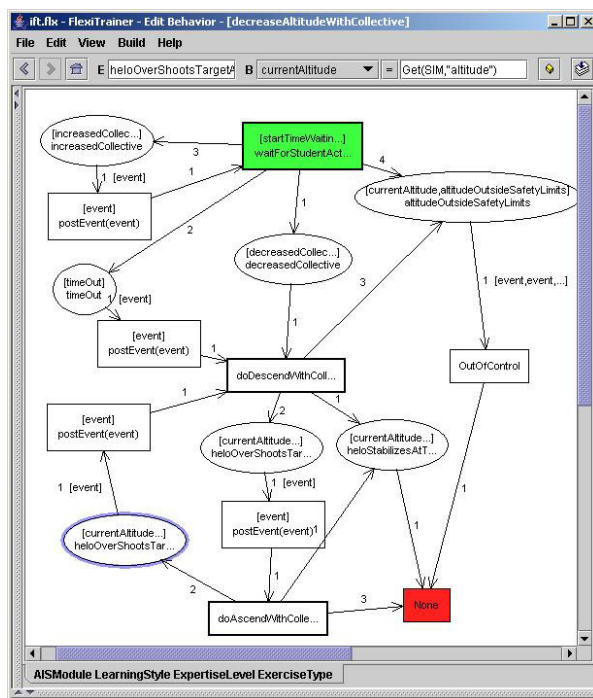 ift.flx - FlexiTrainer - Edit Behavior - [decreaseAltitudeWithCollective]
File Edit View Build Help
E heloOverShootsTargetA B currentAltitude = Get(SIM,"altitude")
[increasedCollec...]
increasedCollective
[startTimeWaitin...]
waitForStudentAct...
3
4
1 [event]
1
[currentAltitude,altitudeOutsideSafetyLimits]
altitudeOutsideSafetyLimits
[event]
postEvent(event)
1
2
[decreasedCollec...]
decreasedCollective
[timeOut]
timeOut
1 [event]
3
1 [event,event,...]
1
[event]
postEvent(event)
1
doDescendWithColl...
OutOfControl
1
[event]
postEvent(event)
2
1
[currentAltitude...]
heloOverShootsTar...
[currentAltitude...]
heloStabilizesAtT...
1 [event]
1 [event]
1
[event]
postEvent(event)
1
1
[currentAltitude...]
heloOverShootsTar...
1
2
3
None
doAscendWithColle...
AISModule LearningStyle ExpertiseLevel ExerciseType